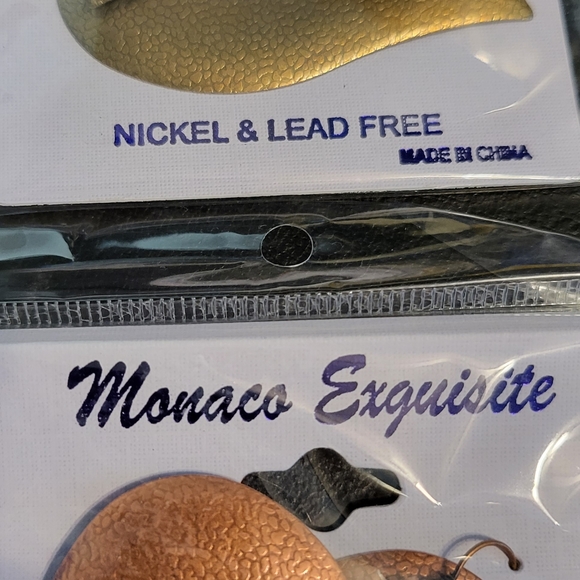 NICKEL & LEAD FREE
MADE IN CHINA
Monaco Exquisite